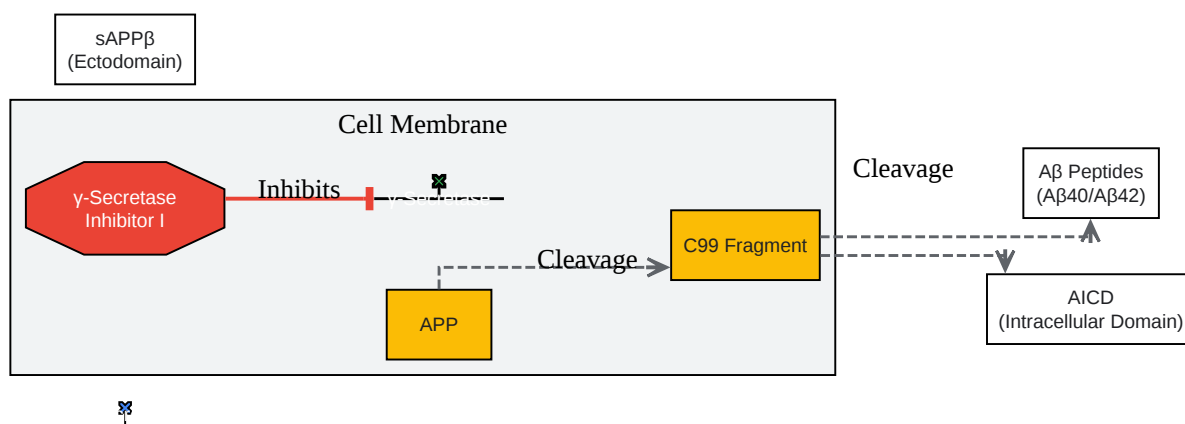 sAPPβ
(Ectodomain)
Cell Membrane
γ-Secretase
Inhibitor I
Inhibits
γ-Secretase
Cleavage
APP
C99 Fragment
Cleavage
Aβ Peptides
(Aβ40/Aβ42)
AICD
(Intracellular Domain)